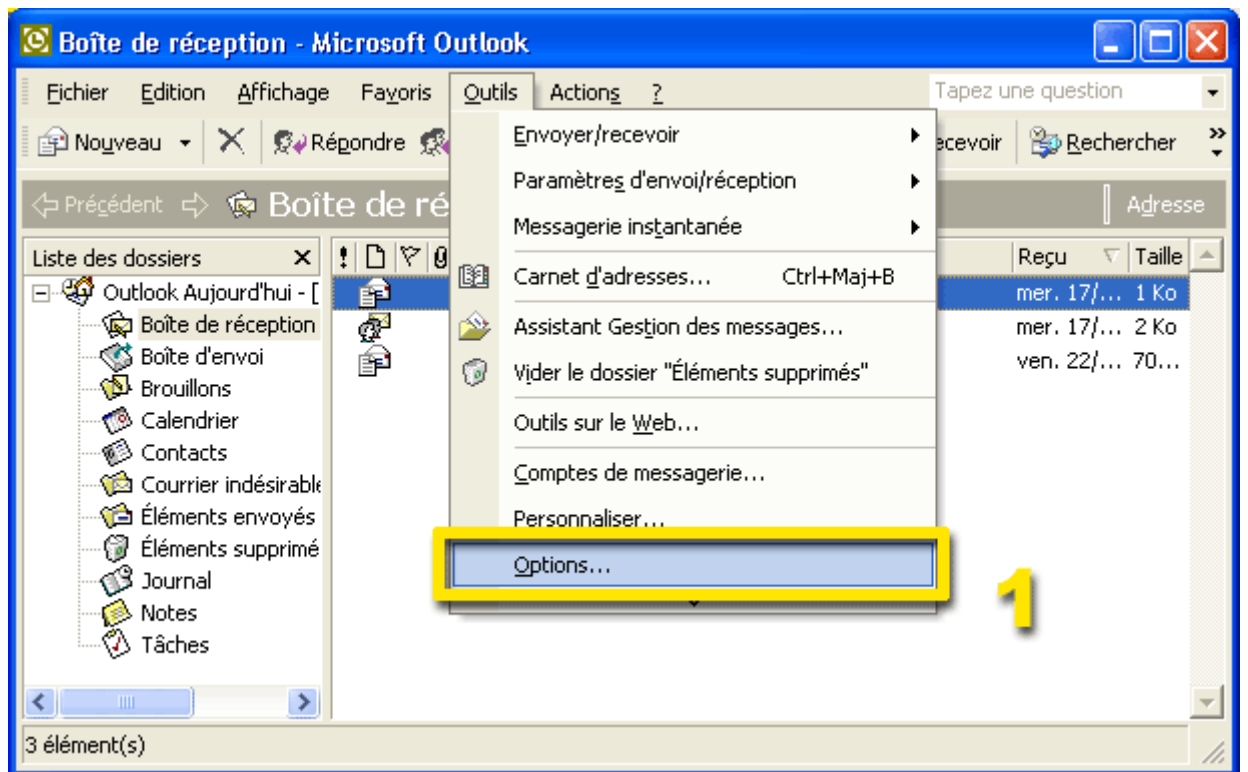 Boîte de réception - Microsoft Outlook
Fichier Edition Affichage Favoris Outils Actions ? Tapez une question
Nouveau Répondre ecevoir Rechercher
Précédent Boîte de ré Adresse
Liste des dossiers
Outlook Aujourd'hui - [
Boîte de réception
Boîte d'envoi
Brouillons
Calendrier
Contacts
Courrier indésirable
Éléments envoyés
Éléments supprimé
Journal
Notes
Tâches
Envoyer/recevoir
Paramètres d'envoi/réception
Messagerie instantanée
Carnet d'adresses... Ctrl+Maj+B
Assistant Gestion des messages...
Vider le dossier "Éléments supprimés"
Outils sur le Web...
Comptes de messagerie...
Personnaliser...
Options...
1
! Reçu Taille
mer. 17/... 1 Ko
mer. 17/... 2 Ko
ven. 22/... 70...
3 élément(s)